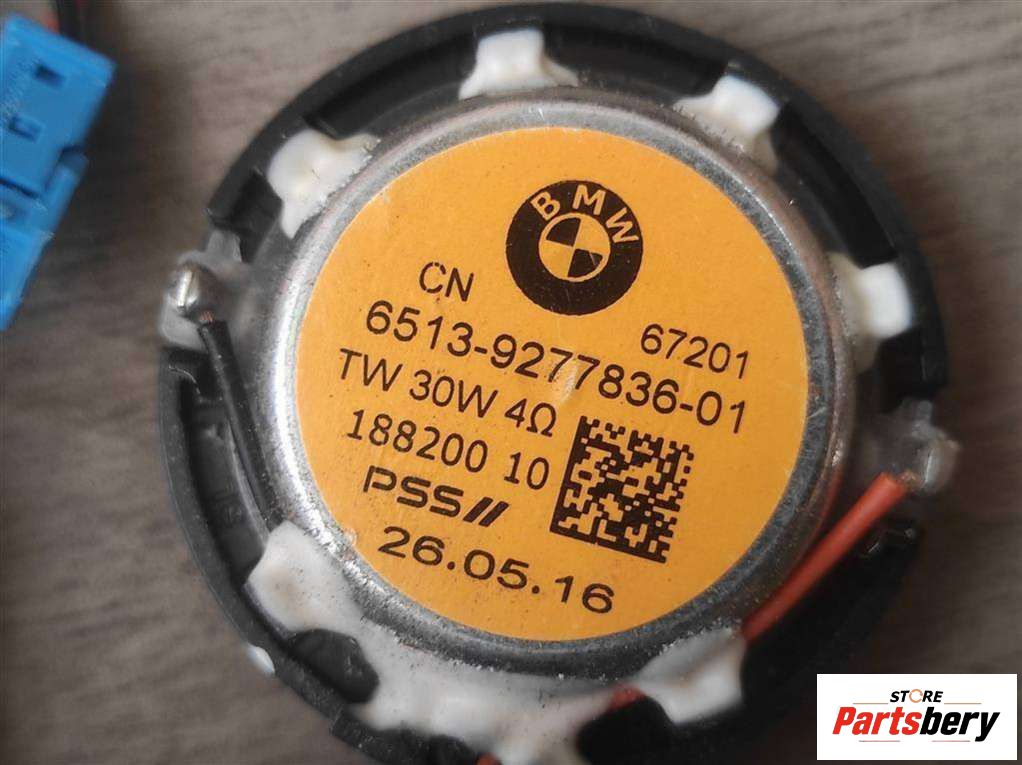 BMW
CN
67201
6513-9277836-01
TW 30W 4Ω
188200 10
PSS//
26.05.16
STORE
Partsbery